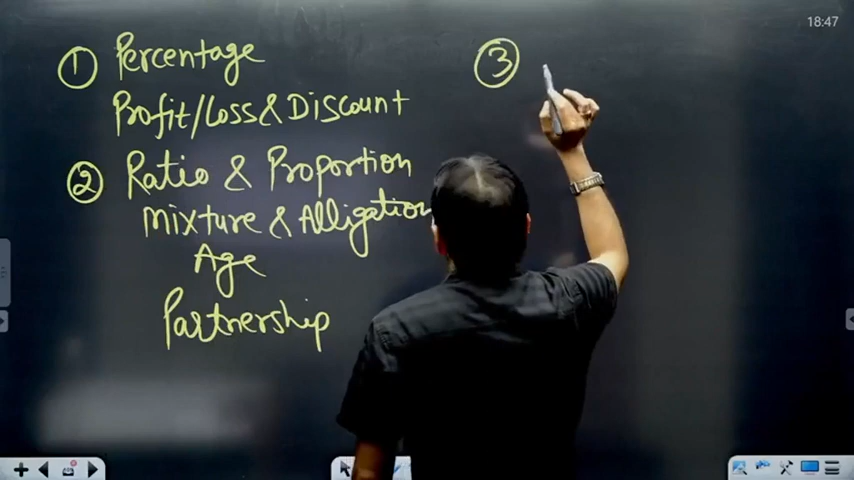 ① Percentage
Profit/Loss & Discount
② Ratio & Proportion
Mixture & Alligation
Age
Partnership
③
18:47